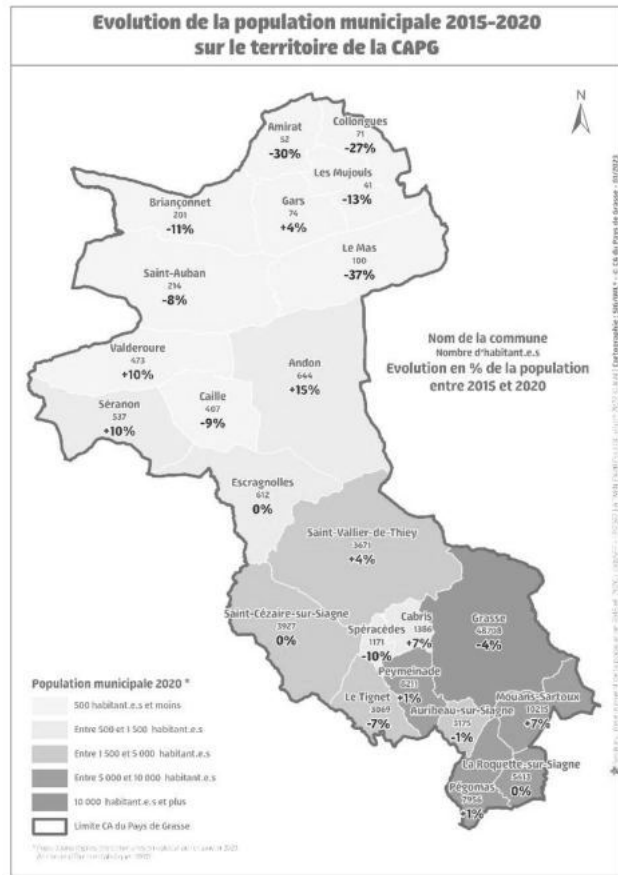 Evolution de la population municipale 2015-2020
sur le territoire de la CAPG
N
Amirat
52
-30%
Collongues
71
-27%
Les Mujouls
41
-13%
Briançonnet
201
-11%
Gars
74
+4%
Le Mas
100
-37%
Saint-Auban
214
-8%
Nom de la commune
Nombre d'habitant.e.s
Evolution en % de la population
entre 2015 et 2020
Valderoure
473
+10%
Andon
644
+15%
Séranon
537
+10%
Caille
407
-9%
Escragnolles
612
0%
Saint-Vallier-de-Thiey
3671
+4%
Saint-Cézaire-sur-Siagne
3927
0%
Spéracèdes
1171
-10%
Cabris
1386
+7%
Grasse
-4%
Peymeinade
+1%
Le Tignet
3069
-7%
Auribeau-sur-Siagne
3175
-1%
Mouans-Sartoux
+7%
La Roquette-sur-Siagne
5413
0%
Pégomas
7956
+1%
Population municipale 2020 *
500 habitant.e.s et moins
Entre 500 et 1 500 habitant.e.s
Entre 1 500 et 5 000 habitant.e.s
Entre 5 000 et 10 000 habitant.e.s
10 000 habitant.e.s et plus
Limite CA du Pays de Grasse